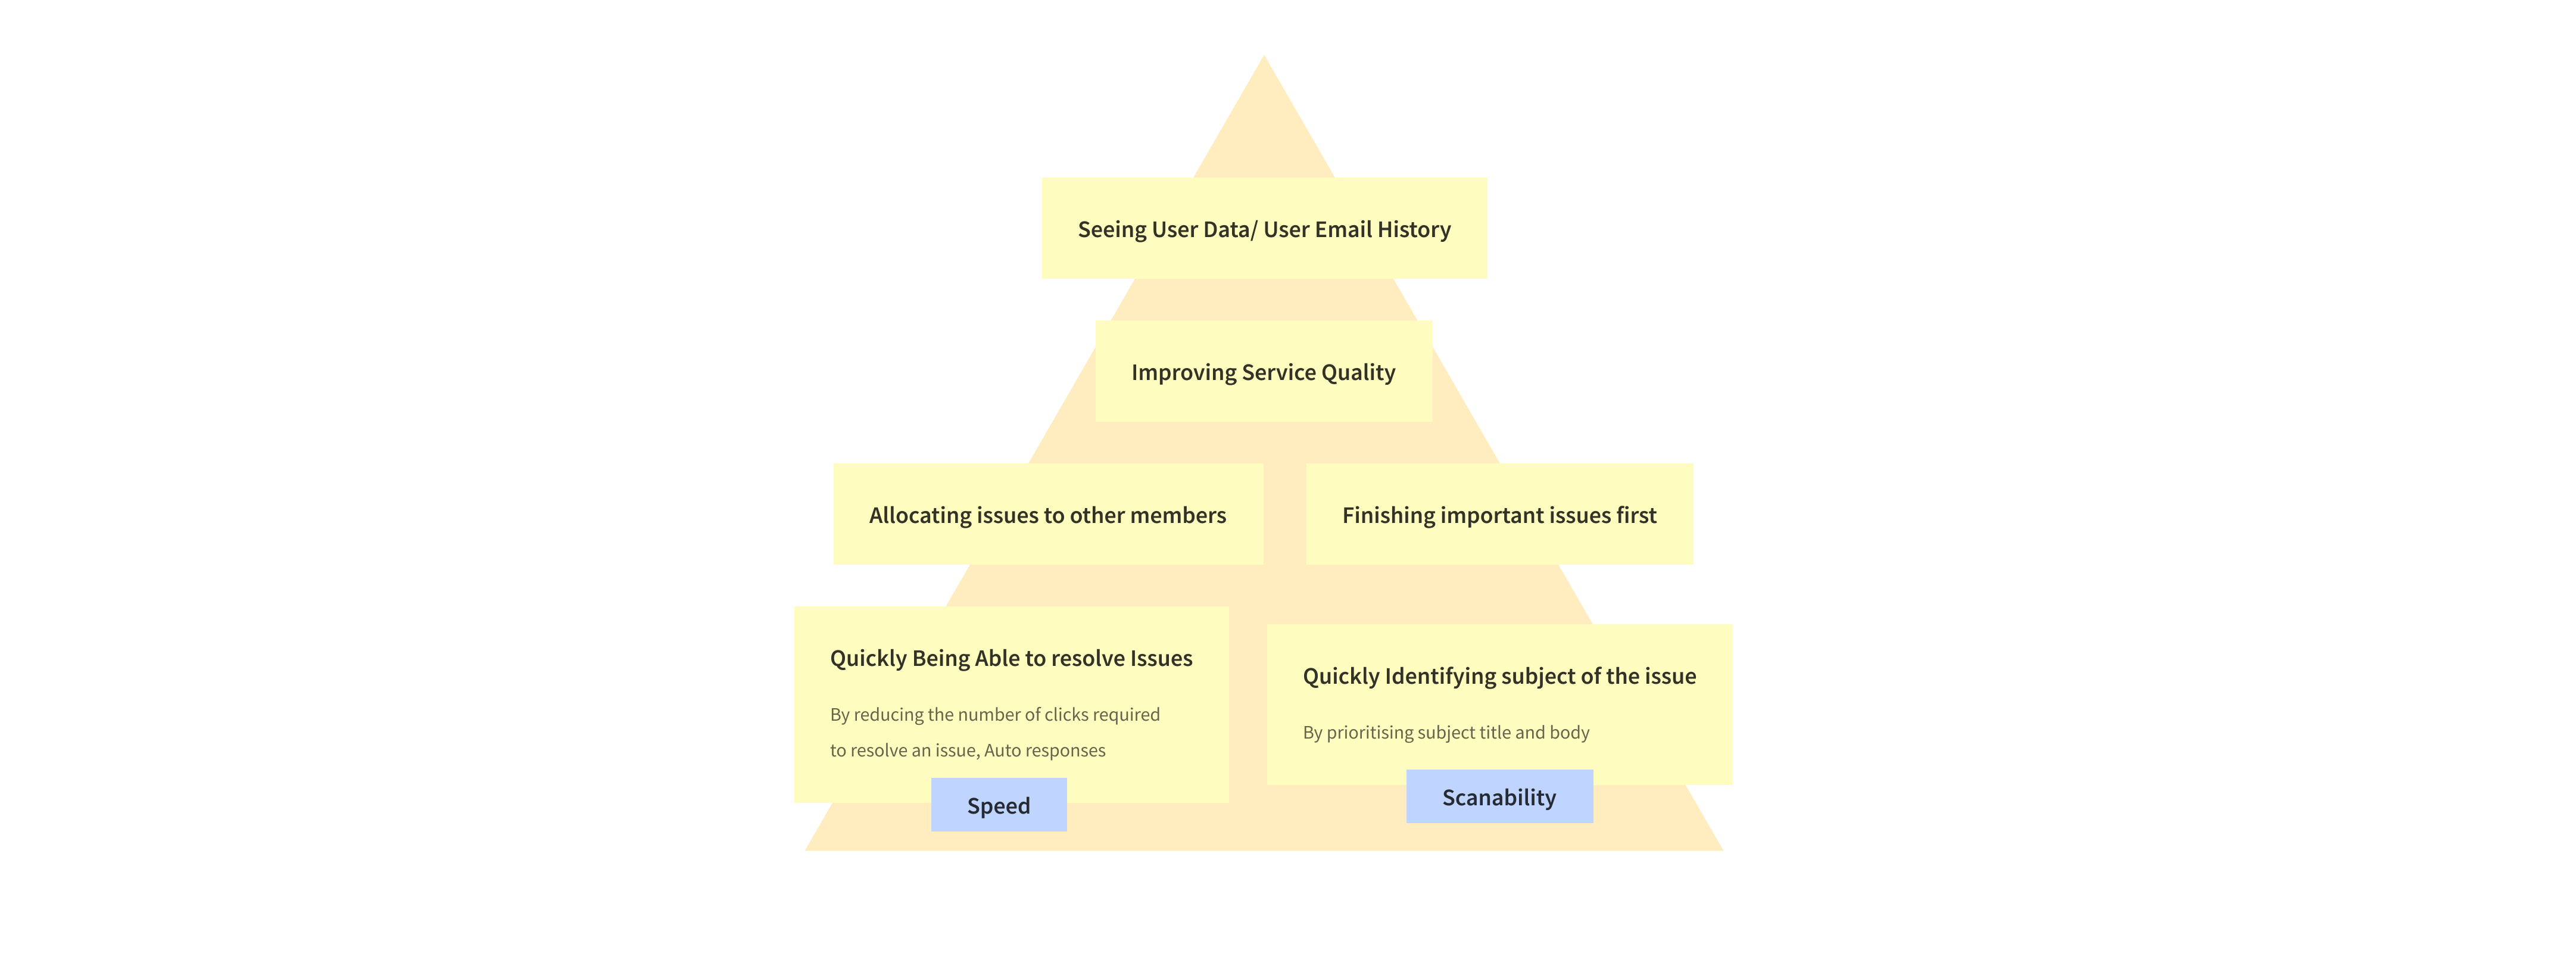 Seeing User Data/ User Email History
Improving Service Quality
Allocating issues to other members
Finishing important issues first
Quickly Being Able to resolve Issues
By reducing the number of clicks required
to resolve an issue, Auto responses
Speed
Quickly Identifying subject of the issue
By prioritising subject title and body
Scanability